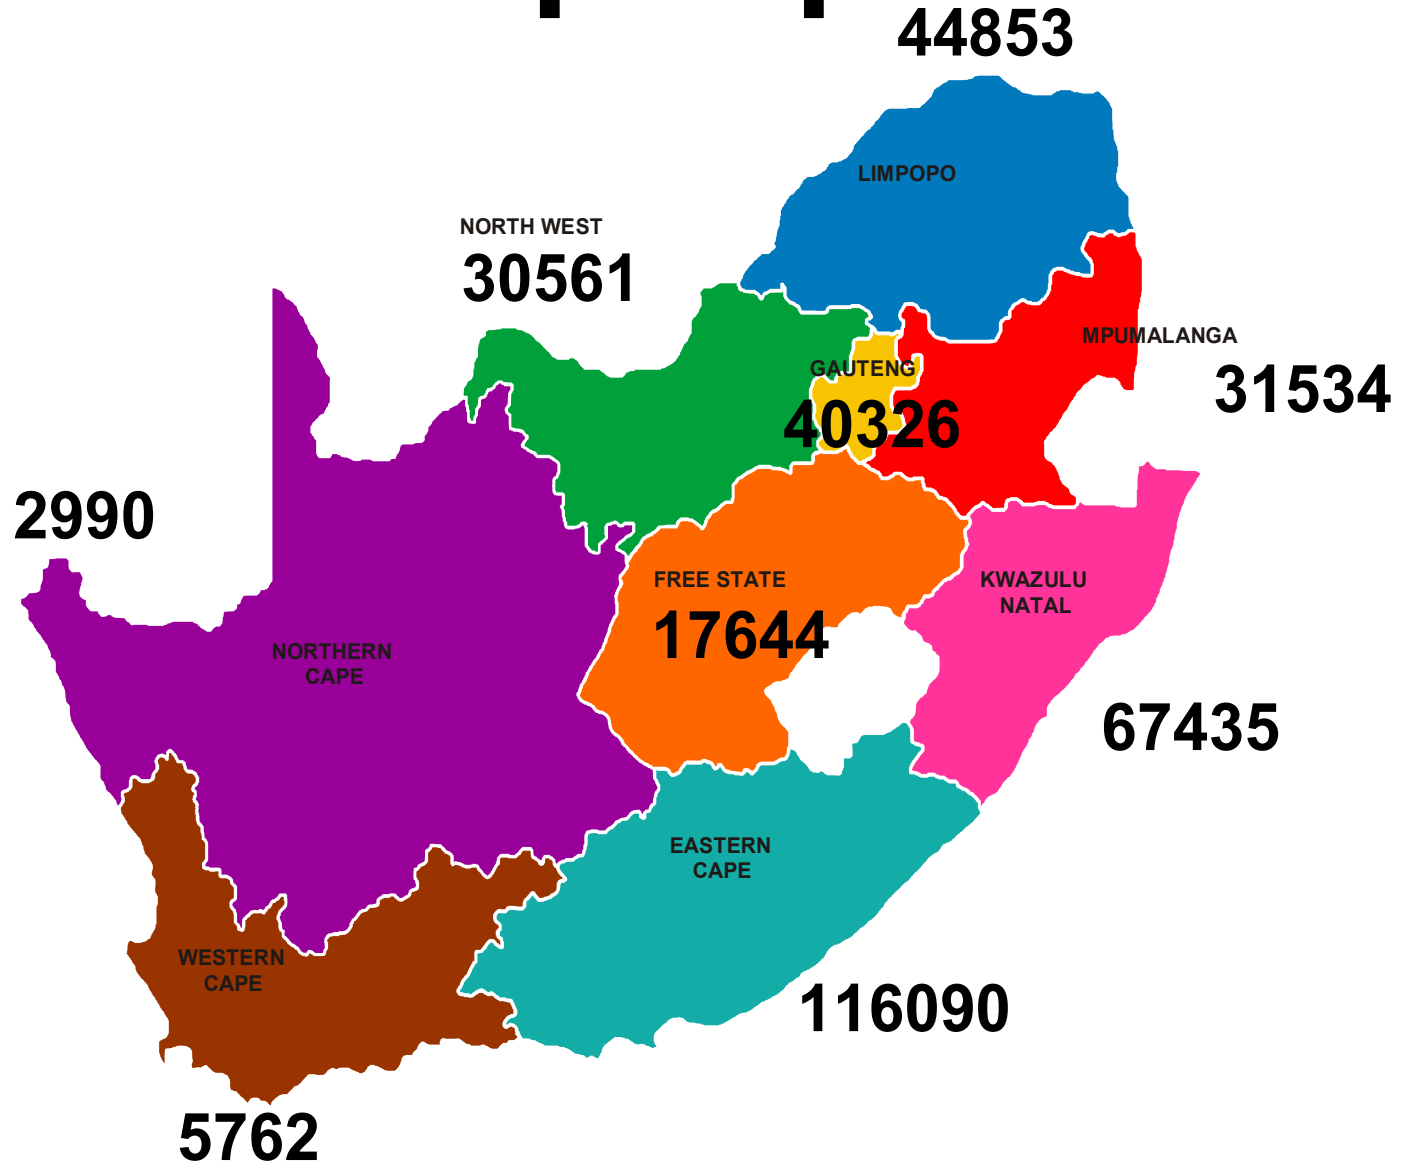 44853
LIMPOPO
NORTH WEST
30561
MPUMALANGA
31534
GAUTENG
40326
2990
FREE STATE
17644
KWAZULU
NATAL
NORTHERN
CAPE
67435
EASTERN
CAPE
WESTERN
CAPE
116090
5762